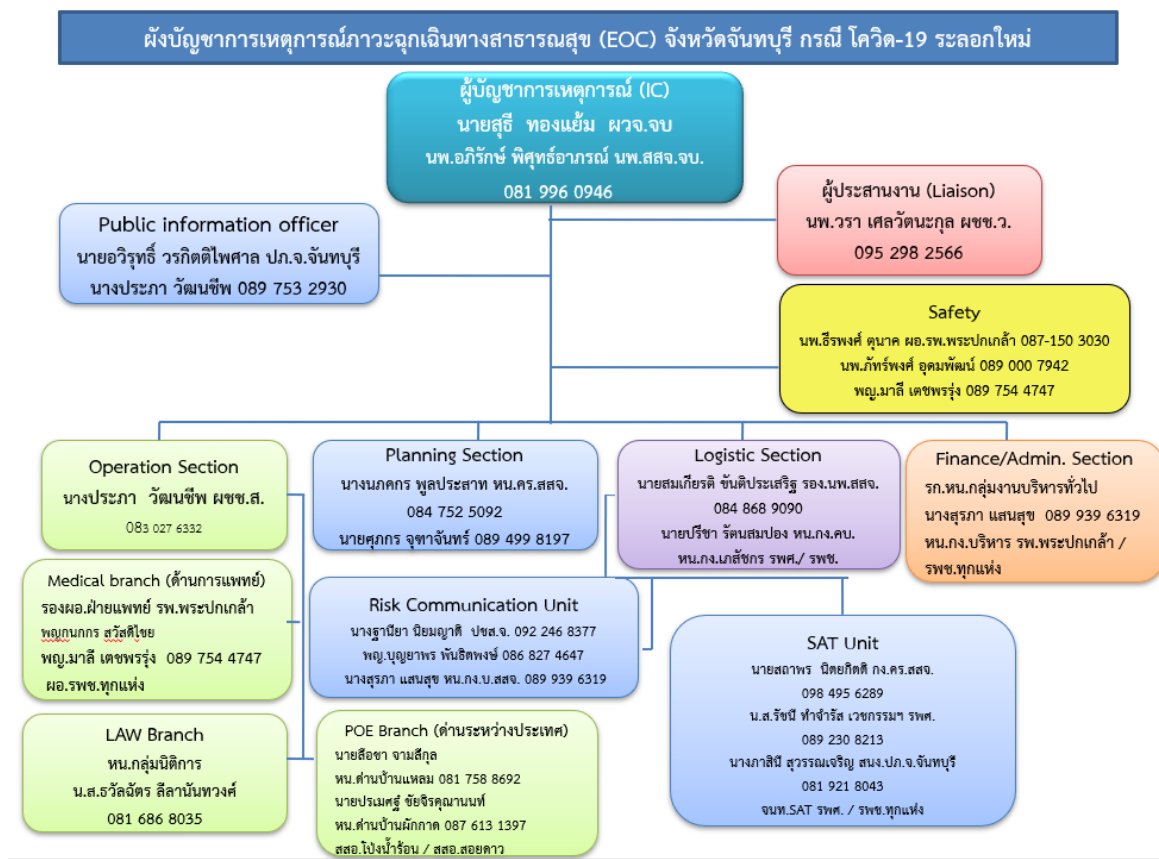 ผังบัญชาการเหตุการณ์ภาวะฉุกเฉินทางสาธารณสุข (EOC) จังหวัดจันทบุรี กรณี โควิด-19 ระลอกใหม่
ผู้บัญชาการเหตุการณ์ (IC)
นายสุธี ทองแย้ม ผวจ.จบ
นพ.อภิรักษ์ พิศุทธ์อาภรณ์ นพ.สสจ.จบ.
081 996 0946
ผู้ประสานงาน (Liaison)
นพ.วรา เศลวัตนะกุล ผชช.ว.
095 298 2566
Public information officer
นายอวิรุทธิ์ วรกิตติไพศาล ปภ.จ.จันทบุรี
นางประภา วัฒนชีพ 089 753 2930
Safety
นพ.ธีรพงศ์ ตุนาค ผอ.รพ.พระปกเกล้า 087-150 3030
นพ.ภัทร์พงศ์ อุดมพัฒน์ 089 000 7942
พญ.มาลี เตชพรรุ่ง 089 754 4747
Operation Section
นางประภา วัฒนชีพ ผชช.ส.
083 027 6332
Planning Section
นางนภคกร พูลประสาท หน.คร.สสจ.
084 752 5092
นายศุภกร จุฑาจันทร์ 089 499 8197
Logistic Section
นายสมเกียรติ ขันติประเสริฐ รอง.นพ.สสจ.
084 868 9090
นายปรีชา รัตนสมปอง หน.กง.คบ.
หน.กง.เภสัชกร รพศ./ รพช.
Finance/Admin. Section
รก.หน.กลุ่มงานบริหารทั่วไป
นางสุรภา แสนสุข 089 939 6319
หน.กง.บริหาร รพ.พระปกเกล้า /
รพช.ทุกแห่ง
Medical branch (ด้านการแพทย์)
รองผอ.ฝ่ายแพทย์ รพ.พระปกเกล้า
พญกนกกร สวัสดิไชย
พญ.มาลี เตชพรรุ่ง 089 754 4747
ผอ.รพช.ทุกแห่ง
Risk Communication Unit
นางฐานียา นิยมญาติ ปชส.จ. 092 246 8377
พญ.บุญยาพร พันธิตพงษ์ 086 827 4647
นางสุรภา แสนสุข หน.กง.บ.สสจ. 089 939 6319
SAT Unit
นายสถาพร นิตยกิตติ กง.คร.สสจ.
098 495 6289
น.ส.รัชนี ทำจำรัส เวชกรรมฯ รพศ.
089 230 8213
นางภาสินี สุวรรณเจริญ สนง.ปภ.จ.จันทบุรี
081 921 8043
จนท.SAT รพศ. / รพช.ทุกแห่ง
LAW Branch
หน.กลุ่มนิติการ
น.ส.ธวัลฉัตร ลีลานันทวงศ์
081 686 8035
POE Branch (ด่านระหว่างประเทศ)
นายลือชา จามลีกุล
หน.ด่านบ้านแหลม 081 758 8692
นายปรเมศฐ์ ชัยจิรคุณานนท์
หน.ด่านบ้านผักกาด 087 613 1397
สสอ.โป่งน้ำร้อน / สสอ.สอยดาว